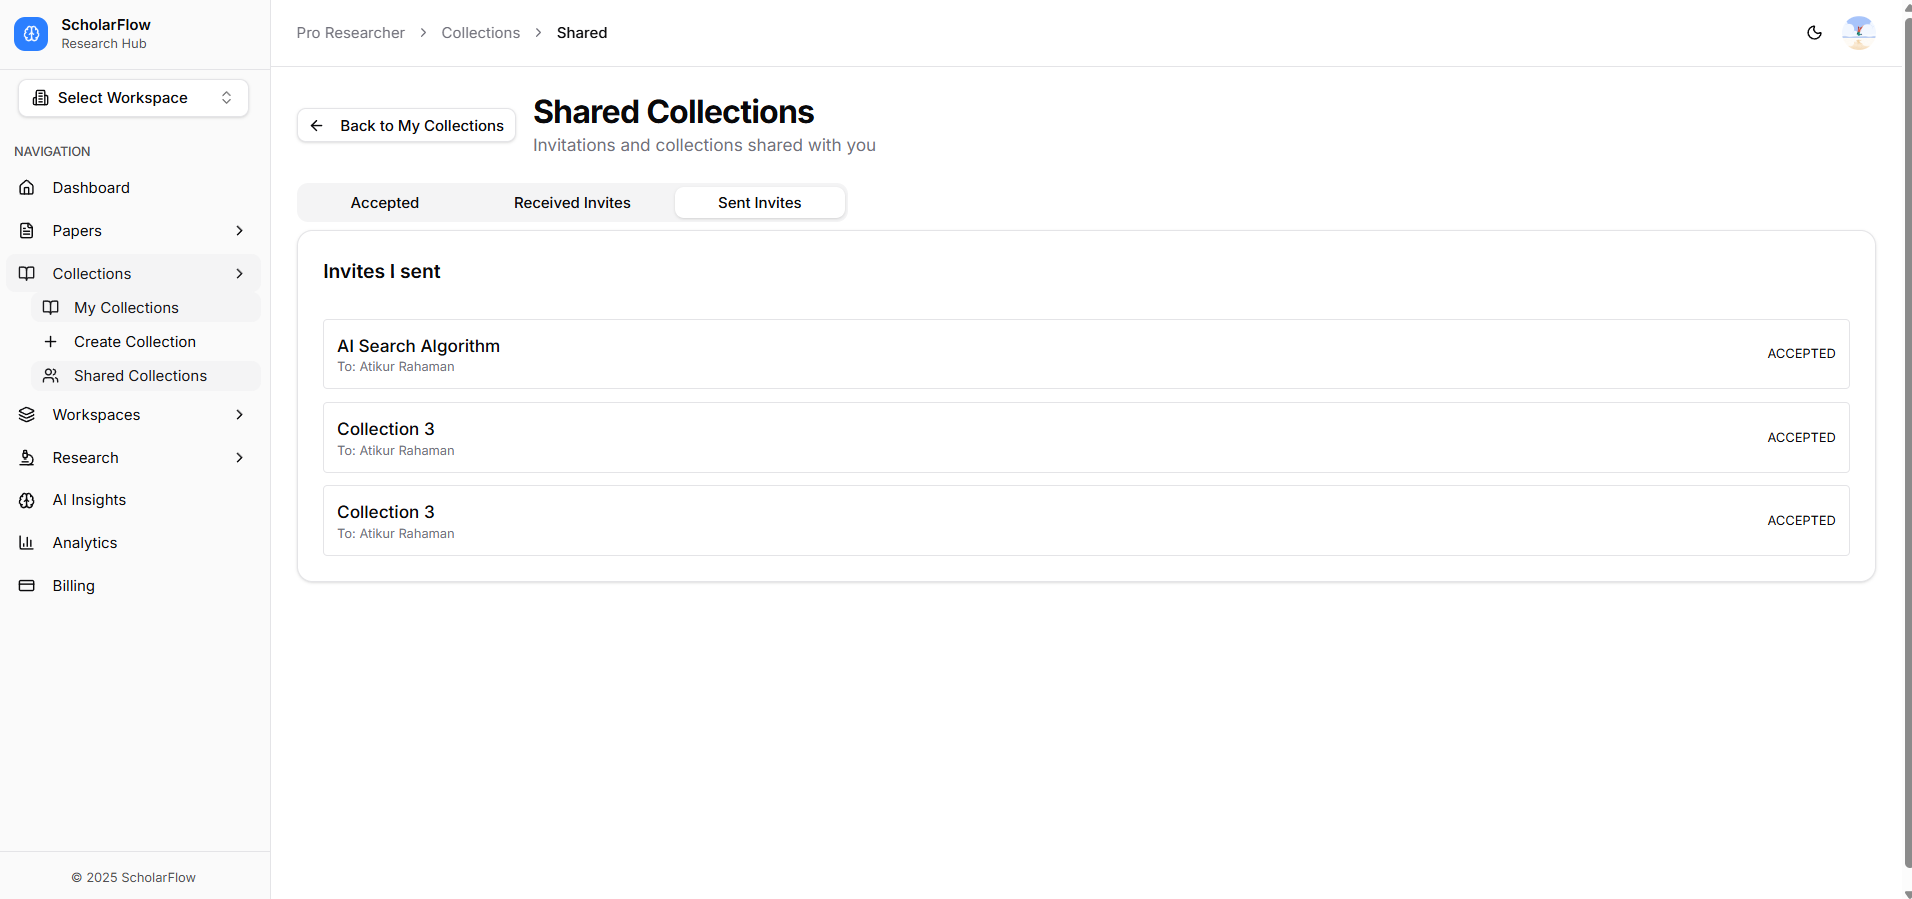 ScholarFlow
Research Hub
Select Workspace
NAVIGATION
Dashboard
Papers
Collections
My Collections
Create Collection
Shared Collections
Workspaces
Research
AI Insights
Analytics
Billing
© 2025 ScholarFlow
Pro Researcher > Collections > Shared
Back to My Collections
Shared Collections
Invitations and collections shared with you
Accepted Received Invites Sent Invites
Invites I sent
AI Search Algorithm
To: Atikur Rahaman
ACCEPTED
Collection 3
To: Atikur Rahaman
ACCEPTED
Collection 3
To: Atikur Rahaman
ACCEPTED